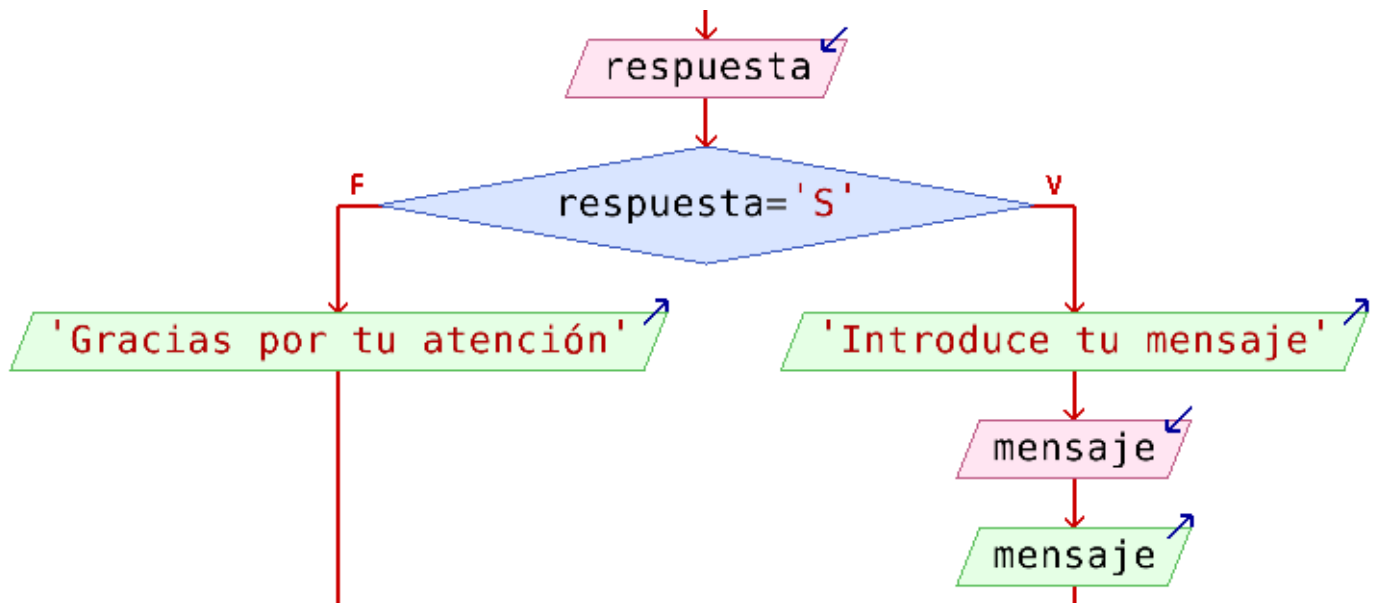 respuesta
F
V
respuesta='S'
'Gracias por tu atención'
'Introduce tu mensaje'
mensaje
mensaje